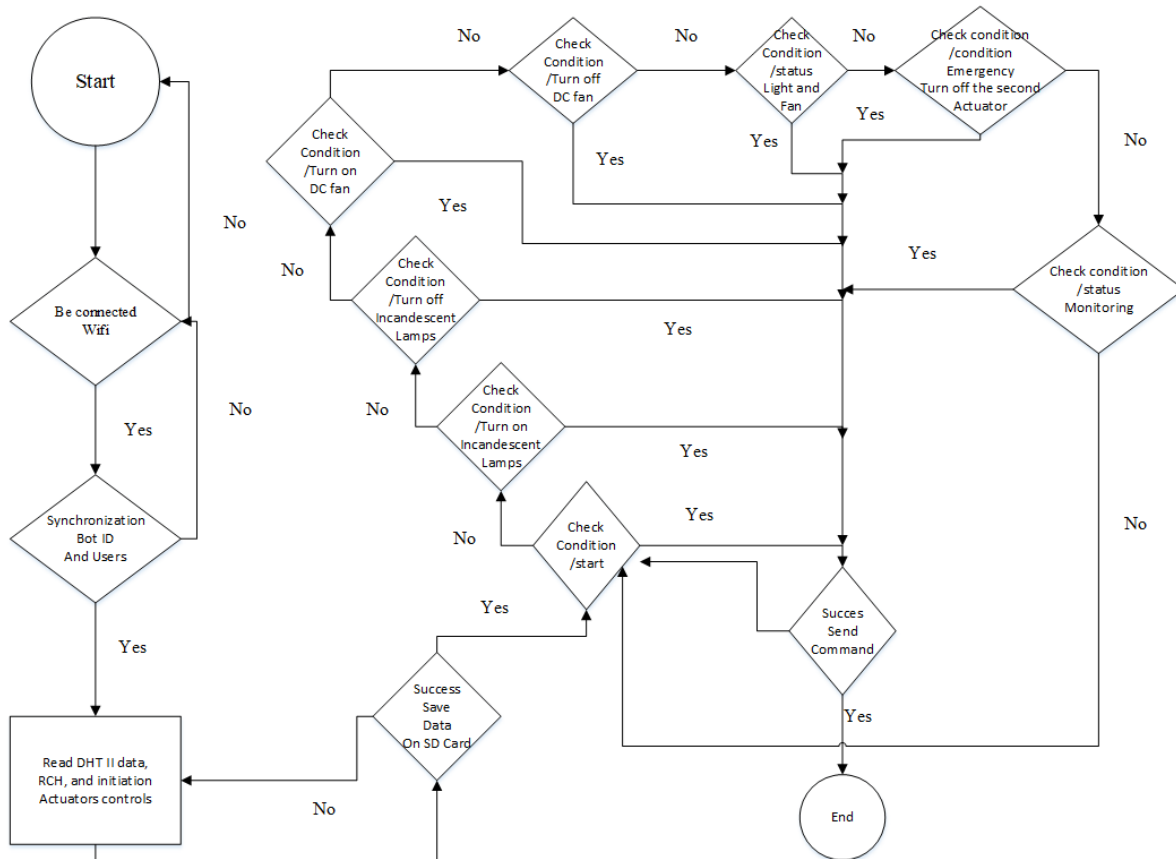 Start
Be connected
Wifi
No
Yes
Synchronization
Bot ID
And Users
No
Yes
Read DHT II data,
RCH, and initiation
Actuators controls
No
Success
Save
Data
On SD Card
Yes
Check
Condition
/start
No
Yes
Check
Condition
/Turn on
Incandescent
Lamps
No
Yes
Check
Condition
/Turn off
Incandescent
Lamps
No
Yes
Check
Condition
/Turn on
DC fan
No
Yes
Check
Condition
/Turn off
DC fan
No
Yes
Check
Condition
/status
Light and
Fan
No
Yes
Check condition
/condition
Emergency
Turn off the second
Actuator
Yes
No
Check condition
/status
Monitoring
Yes
No
Succes
Send
Command
Yes
End